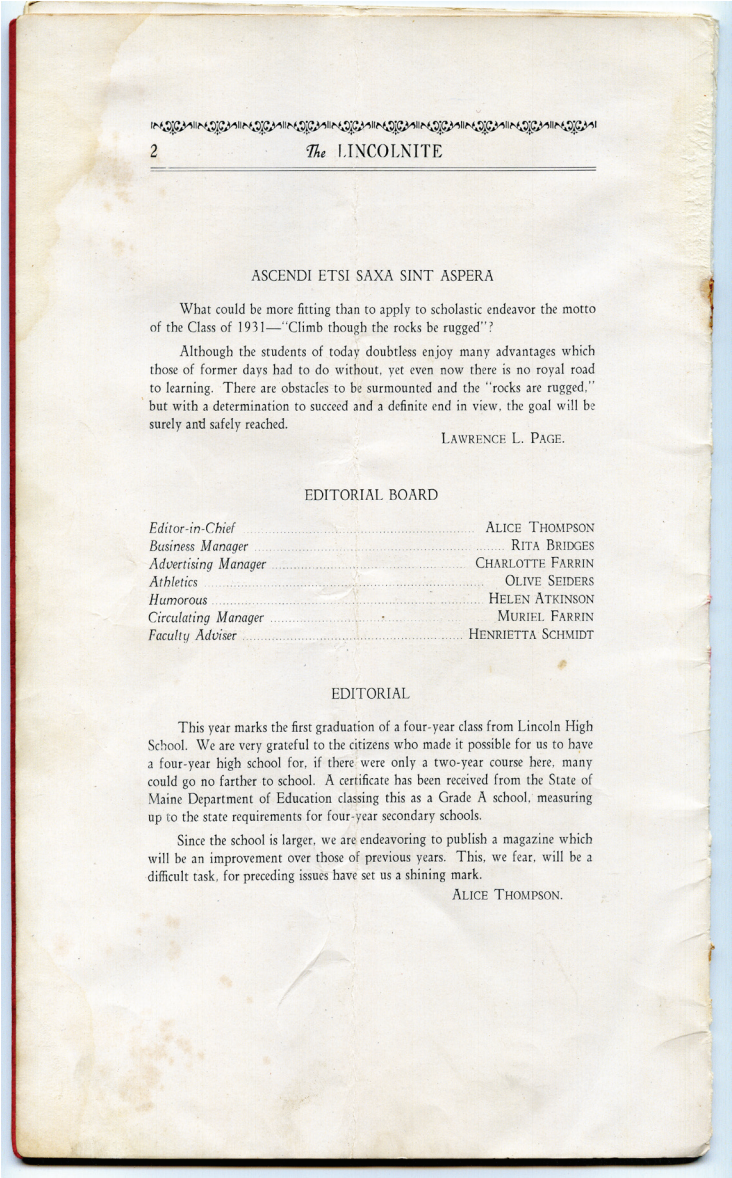 2 The LINCOLNITE
ASCENDI ETSI SAXA SINT ASPERA
What could be more fitting than to apply to scholastic endeavor the motto
of the Class of 1931—“Climb though the rocks be rugged”?
Although the students of today doubtless enjoy many advantages which
those of former days had to do without, yet even now there is no royal road
to learning. There are obstacles to be surmounted and the “rocks are rugged,”
but with a determination to succeed and a definite end in view, the goal will be
surely and safely reached.
LAWRENCE L. PAGE.
EDITORIAL BOARD
Editor-in-Chief ALICE THOMPSON
Business Manager RITA BRIDGES
Advertising Manager CHARLOTTE FARRIN
Athletics OLIVE SEIDERS
Humorous HELEN ATKINSON
Circulating Manager MURIEL FARRIN
Faculty Adviser HENRIETTA SCHMIDT
EDITORIAL
This year marks the first graduation of a four-year class from Lincoln High
School. We are very grateful to the citizens who made it possible for us to have
a four-year high school for, if there were only a two-year course here, many
could go no farther to school. A certificate has been received from the State of
Maine Department of Education classing this as a Grade A school, measuring
up to the state requirements for four-year secondary schools.
Since the school is larger, we are endeavoring to publish a magazine which
will be an improvement over those of previous years. This, we fear, will be a
difficult task, for preceding issues have set us a shining mark.
ALICE THOMPSON.